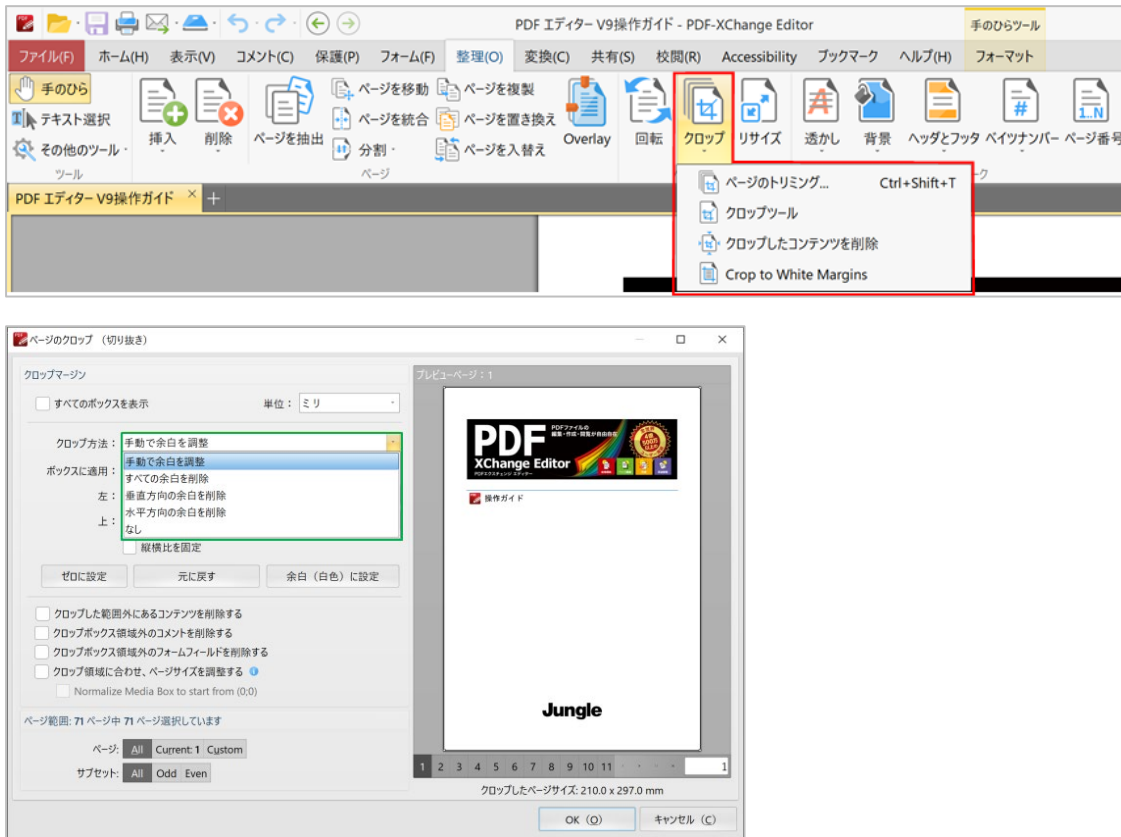 PDF エディター V9操作ガイド - PDF-XChange Editor
手のひらツール
ファイル(F) ホーム(H) 表示(V) コメント(C) 保護(P) フォーム(F) 整理(O) 変換(C) 共有(S) 校閲(R) Accessibility ブックマーク ヘルプ(H) フォーマット
手のひら
テキスト選択
その他のツール
ツール
挿入
削除
ページを抽出
ページを移動
ページを複製
ページを統合
ページを置き換え
分割
ページを入替え
ページ
Overlay
回転
クロップ
リサイズ
透かし
背景
ヘッダとフッタ
ベイツナンバー
ページ番号
ーク
PDF エディター V9操作ガイド
ページのトリミング... Ctrl+Shift+T
クロップツール
クロップしたコンテンツを削除
Crop to White Margins
ページのクロップ （切り抜き）
クロップマージン
すべてのボックスを表示
単位： ミリ
クロップ方法： 手動で余白を調整
手動で余白を調整
すべての余白を削除
垂直方向の余白を削除
水平方向の余白を削除
なし
ボックスに適用：
左：
上：
縦横比を固定
ゼロに設定 元に戻す 余白（白色）に設定
クロップした範囲外にあるコンテンツを削除する
クロップボックス領域外のコメントを削除する
クロップボックス領域外のフォームフィールドを削除する
クロップ領域に合わせ、ページサイズを調整する
Normalize Media Box to start from (0;0)
ページ範囲: 71 ページ中 71 ページ選択しています
ページ: All Current: 1 Custom
サブセット: All Odd Even
プレビューページ：1
PDF
PDFファイルの
編集・作成・閲覧が自由自在
XChange Editor
操作ガイド
Jungle
1 2 3 4 5 6 7 8 9 10 11
1
クロップしたページサイズ: 210.0 x 297.0 mm
OK (O) キャンセル (C)